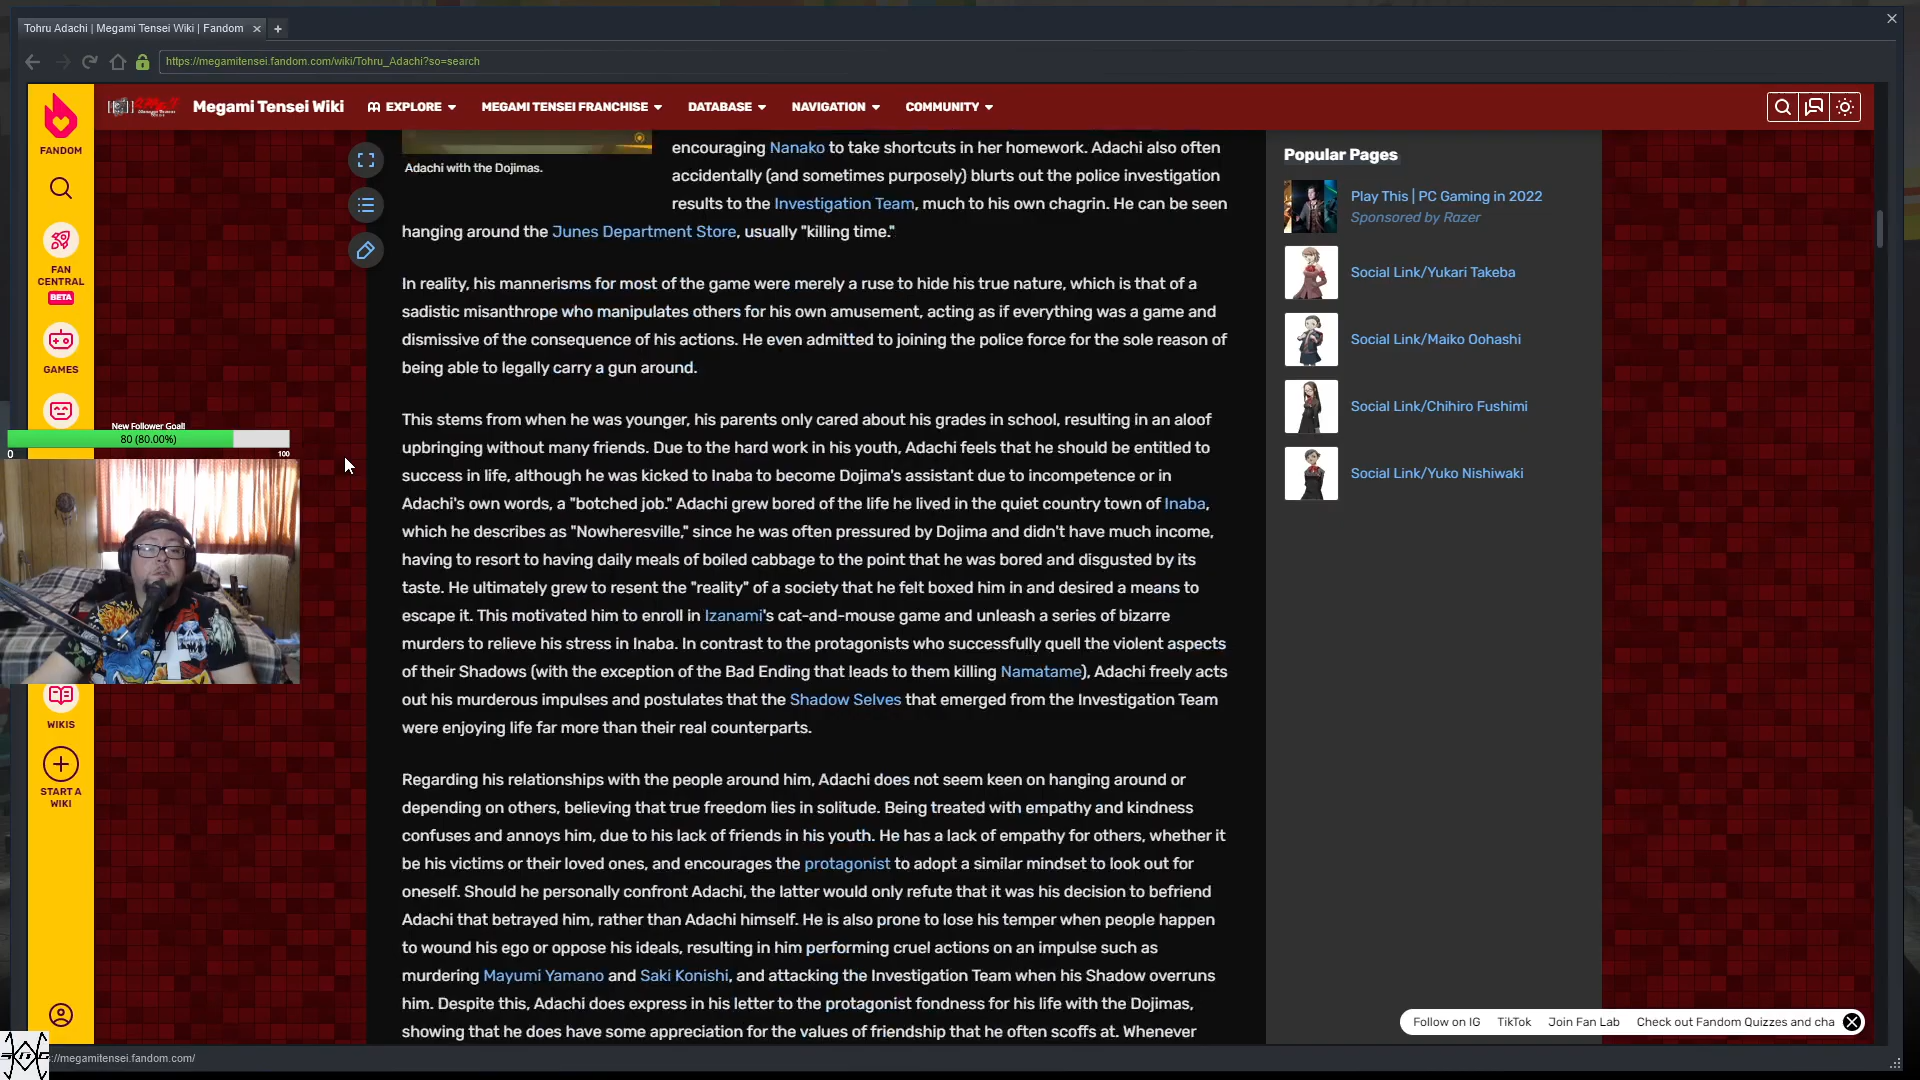 Tohru Adachi | Megami Tensei Wiki | Fandom
https://megamitensei.fandom.com/wiki/Tohru_Adachi?so=search
FANDOM
Megami Tensei Wiki
EXPLORE
MEGAMI TENSEI FRANCHISE
DATABASE
NAVIGATION
COMMUNITY
FAN
CENTRAL
BETA
GAMES
WIKIS
START A
WIKI
New Follower Goal!
80 (80.00%)
0
100
Adachi with the Dojimas.
encouraging Nanako to take shortcuts in her homework. Adachi also often
accidentally (and sometimes purposely) blurts out the police investigation
results to the Investigation Team, much to his own chagrin. He can be seen
hanging around the Junes Department Store, usually "killing time."
In reality, his mannerisms for most of the game were merely a ruse to hide his true nature, which is that of a
sadistic misanthrope who manipulates others for his own amusement, acting as if everything was a game and
dismissive of the consequence of his actions. He even admitted to joining the police force for the sole reason of
being able to legally carry a gun around.
This stems from when he was younger, his parents only cared about his grades in school, resulting in an aloof
upbringing without many friends. Due to the hard work in his youth, Adachi feels that he should be entitled to
success in life, although he was kicked to Inaba to become Dojima's assistant due to incompetence or in
Adachi's own words, a "botched job." Adachi grew bored of the life he lived in the quiet country town of Inaba,
which he describes as "Nowheresville," since he was often pressured by Dojima and didn't have much income,
having to resort to having daily meals of boiled cabbage to the point that he was bored and disgusted by its
taste. He ultimately grew to resent the "reality" of a society that he felt boxed him in and desired a means to
escape it. This motivated him to enroll in Izanami's cat-and-mouse game and unleash a series of bizarre
murders to relieve his stress in Inaba. In contrast to the protagonists who successfully quell the violent aspects
of their Shadows (with the exception of the Bad Ending that leads to them killing Namatame), Adachi freely acts
out his murderous impulses and postulates that the Shadow Selves that emerged from the Investigation Team
were enjoying life far more than their real counterparts.
Regarding his relationships with the people around him, Adachi does not seem keen on hanging around or
depending on others, believing that true freedom lies in solitude. Being treated with empathy and kindness
confuses and annoys him, due to his lack of friends in his youth. He has a lack of empathy for others, whether it
be his victims or their loved ones, and encourages the protagonist to adopt a similar mindset to look out for
oneself. Should he personally confront Adachi, the latter would only refute that it was his decision to befriend
Adachi that betrayed him, rather than Adachi himself. He is also prone to lose his temper when people happen
to wound his ego or oppose his ideals, resulting in him performing cruel actions on an impulse such as
murdering Mayumi Yamano and Saki Konishi, and attacking the Investigation Team when his Shadow overruns
him. Despite this, Adachi does express in his letter to the protagonist fondness for his life with the Dojimas,
showing that he does have some appreciation for the values of friendship that he often scoffs at. Whenever
Popular Pages
Play This | PC Gaming in 2022
Sponsored by Razer
Social Link/Yukari Takeba
Social Link/Maiko Oohashi
Social Link/Chihiro Fushimi
Social Link/Yuko Nishiwaki
Follow on IG
TikTok
Join Fan Lab
Check out Fandom Quizzes and cha
://megamitensei.fandom.com/